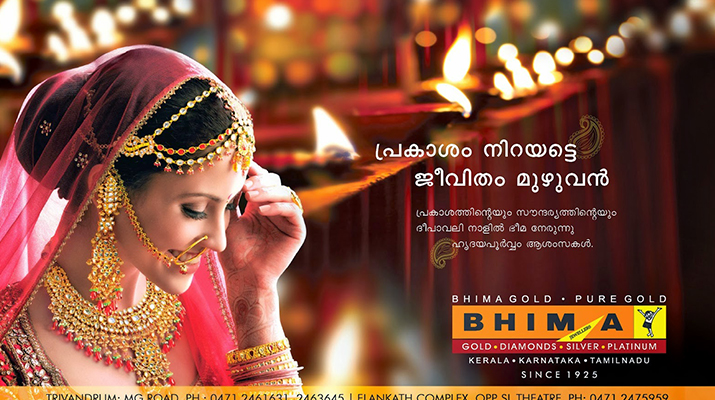 പ്രകാശം നിറയട്ടെ
ജീവിതം മുഴുവൻ
പ്രകാശത്തിന്റെയും സൗന്ദര്യത്തിന്റെയും
ദീപാവലി നാളിൽ ഭീമ നേരുന്നു
ഹൃദയപൂർവ്വം ആശംസകൾ.
BHIMA GOLD • PURE GOLD
BHIMA
JEWELLERS
GOLD • DIAMONDS • SILVER • PLATINUM
KERALA • KARNATAKA • TAMILNADU
SINCE 1925
TRIVANDRUM: MG ROAD, PH : 0471 2461631, 2463645 | ELANKATH COMPLEX, OPP SL THEATRE, PH: 0471 2475959